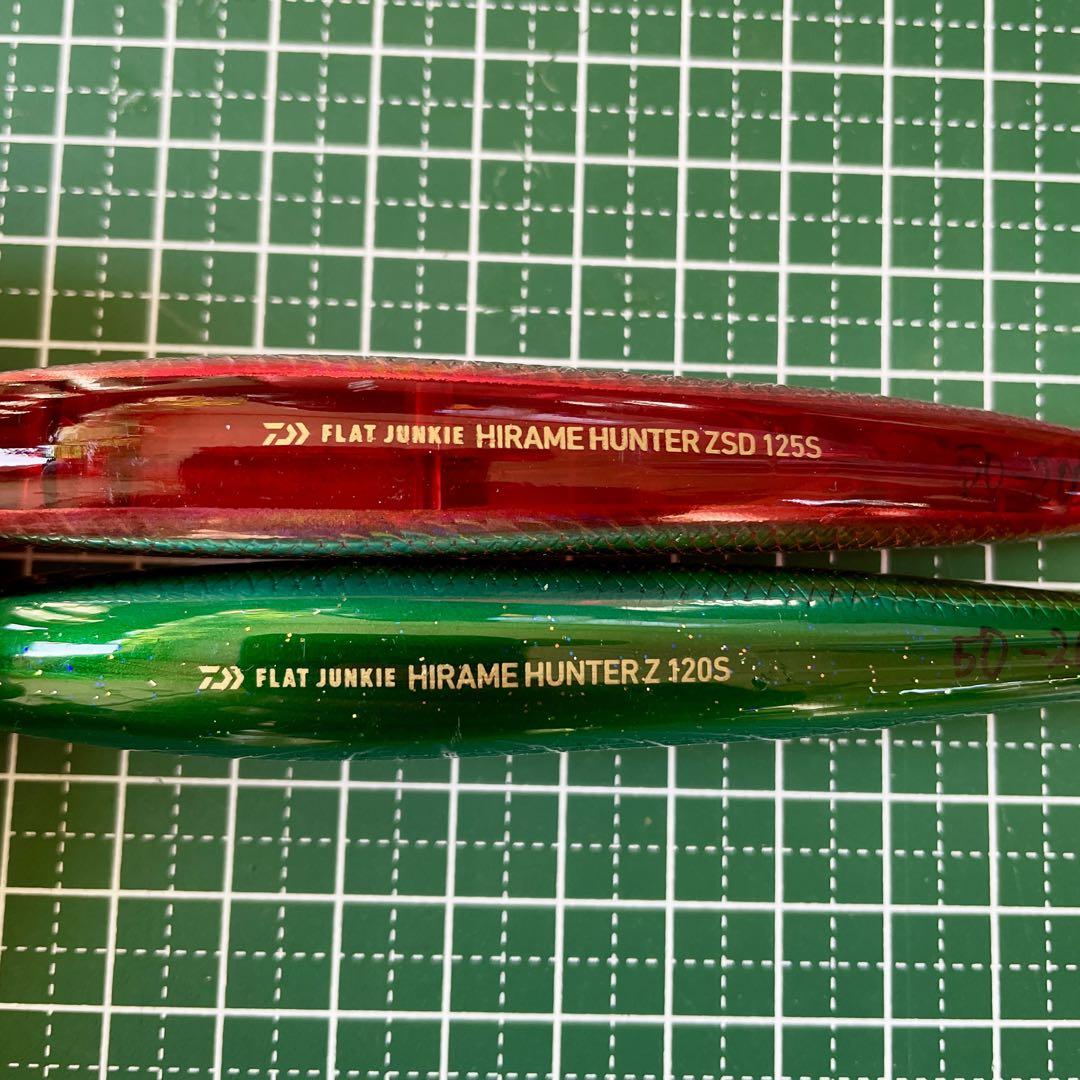 FLAT JUNKIE HIRAME HUNTER ZSD 125S
FLAT JUNKIE HIRAME HUNTER Z 120S